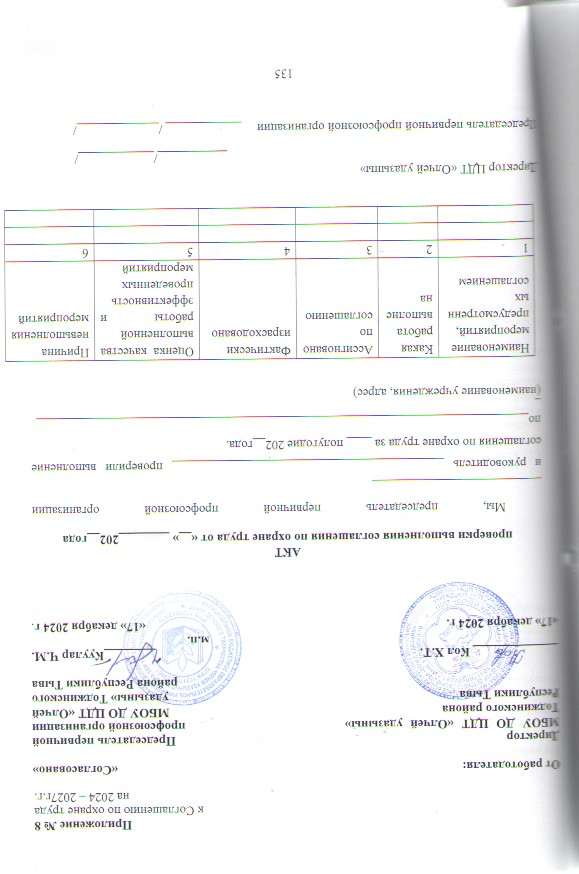 Приложение № 8
к Соглашению по охране труда
на 2024 – 2027г.г.
От работодателя:
Директор
МБОУ ДО ЦДТ «Олчей удазыны»
Тоджинского района
Республики Тыва
Кол Х.Т.
«17» декабря 2024 г.
«Согласовано»
Председатель первичной
профсоюзной организации
МБОУ ДО ЦДТ «Олчей
удазыны» Тоджинского
района Республики Тыва
Куулар Ч.М.
м.п.
«17» декабря 2024 г
АКТ
проверки выполнения соглашения по охране труда от «__» ________202__года
Мы, председатель первичной профсоюзной организации
____________________
и руководитель ____________________ проверили выполнение
соглашения по охране труда за ____ полугодие 202__года.
по____________________
(наименование учреждения, адрес)
Наименование мероприятий, предусмотренн ых соглашением
Какая работа выполне на
Ассигновано по соглашению
Фактически израсходовано
Оценка качества выполненной работы и эффективность проведенных мероприятий
Причина невыполнения мероприятий
1 2 3 4 5 6
Директор ЦДТ «Олчей удазыны» ____________/____________/
Председатель первичной профсоюзной организации ____________/____________/
135